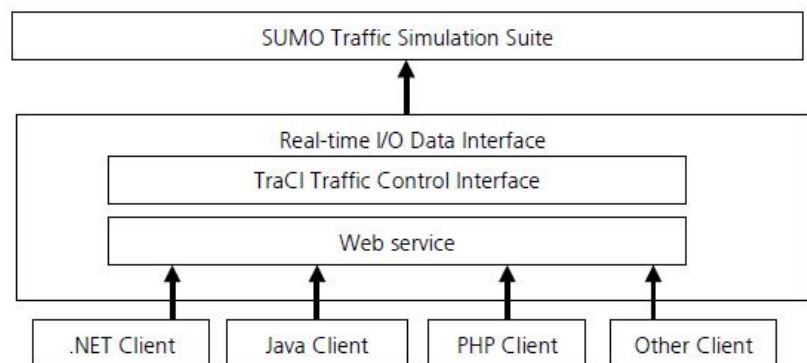 SUMO Traffic Simulation Suite
Real-time I/O Data Interface
TraCI Traffic Control Interface
Web service
.NET Client
Java Client
PHP Client
Other Client